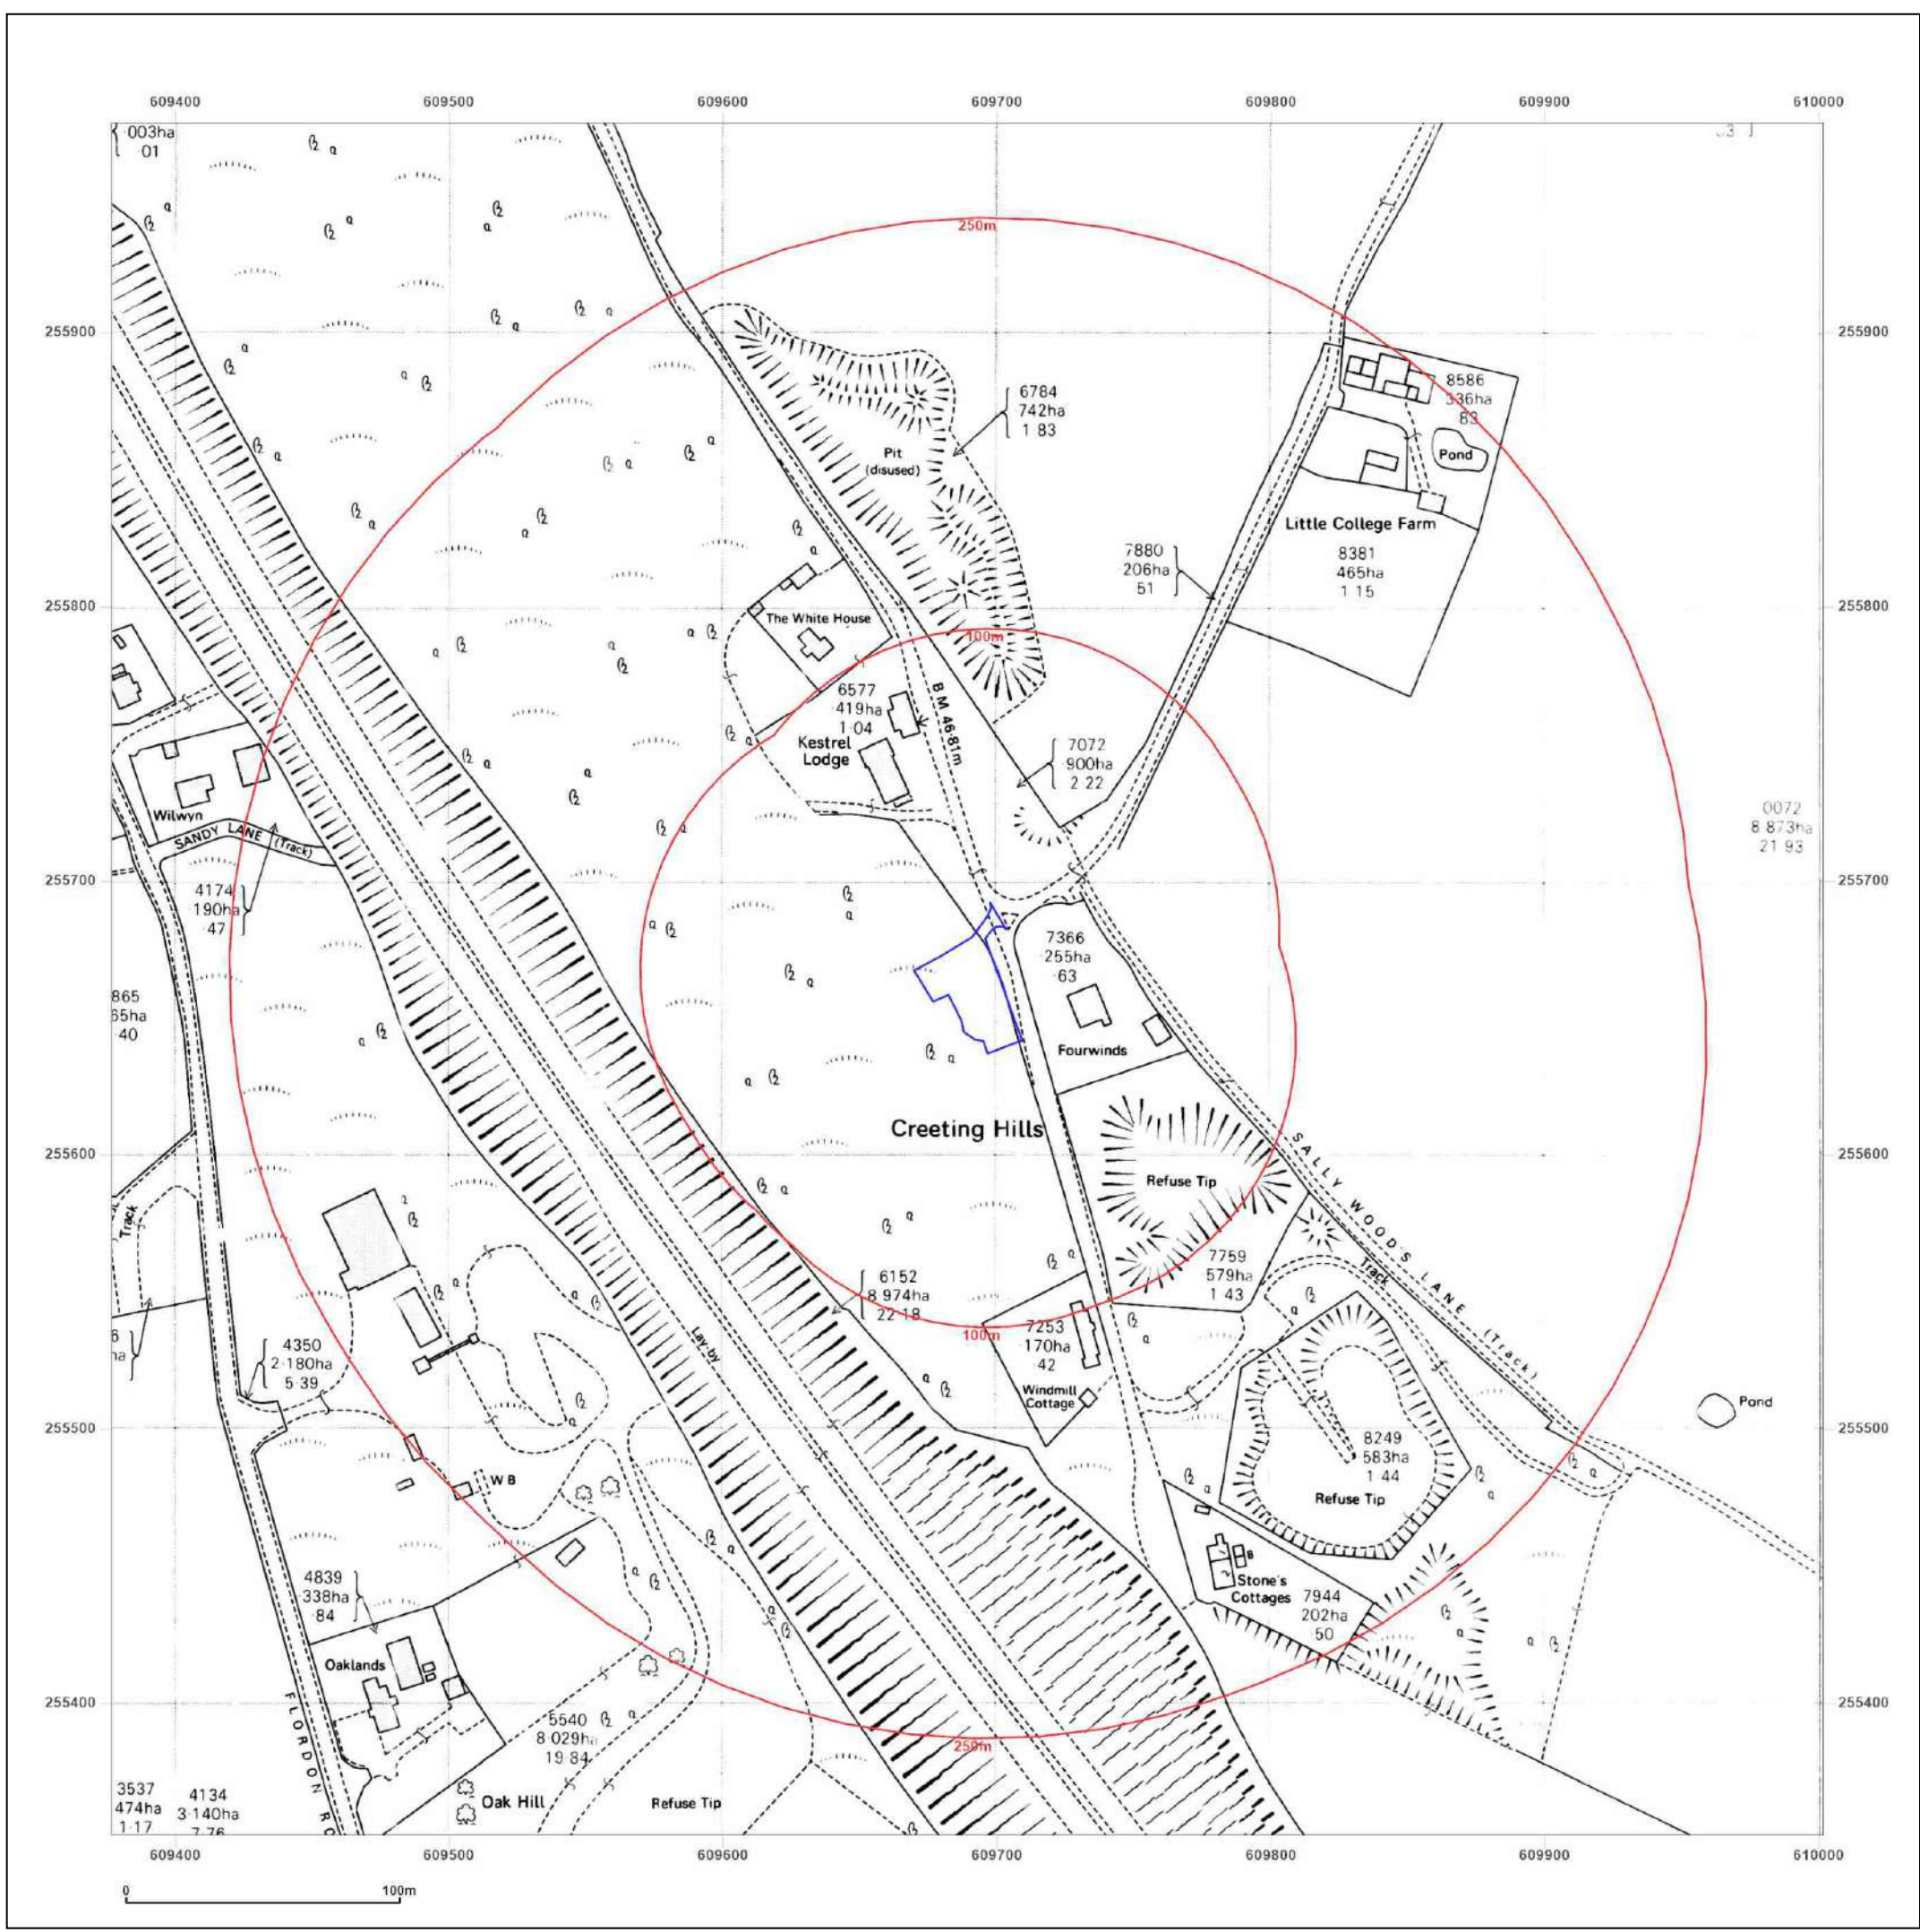 609400 609500 609600 609700 609800 609900 610000
003ha
01
250m
255900
255900
6784
742ha
1 83
Pit
(disused)
8586
336ha
83
Pond
Little College Farm
8381
465ha
1 15
7880
206ha
51
255800
255800
The White House
100m
6577
·419ha
1·04
Kestrel
Lodge
B M 46·81m
7072
900ha
2 22
Wilwyn
SANDY LANE (Track)
0072
8 873ha
21 93
4174
190ha
·47
255700
255700
7366
·255ha
·63
865
65ha
40
Fourwinds
Creeting Hills
255600
255600
SALLY WOODS LANE (Track)
Refuse Tip
Track
7759
579ha
1·43
Track
6152
8 974ha
22·18
100m
7253
·170ha
·42
Windmill
Cottage
Lay-by
4350
2·180ha
5·39
Pond
255500
255500
8249
583ha
1 44
Refuse Tip
W B
Stone's
Cottages
7944
202ha
·50
4839
338ha
·84
Oaklands
FLORDON RO
255400
255400
5540
8·029ha
19 84
250m
3537
474ha
1·17
4134
3·140ha
7·76
Oak Hill
Refuse Tip
609400 609500 609600 609700 609800 609900 610000
0 100m